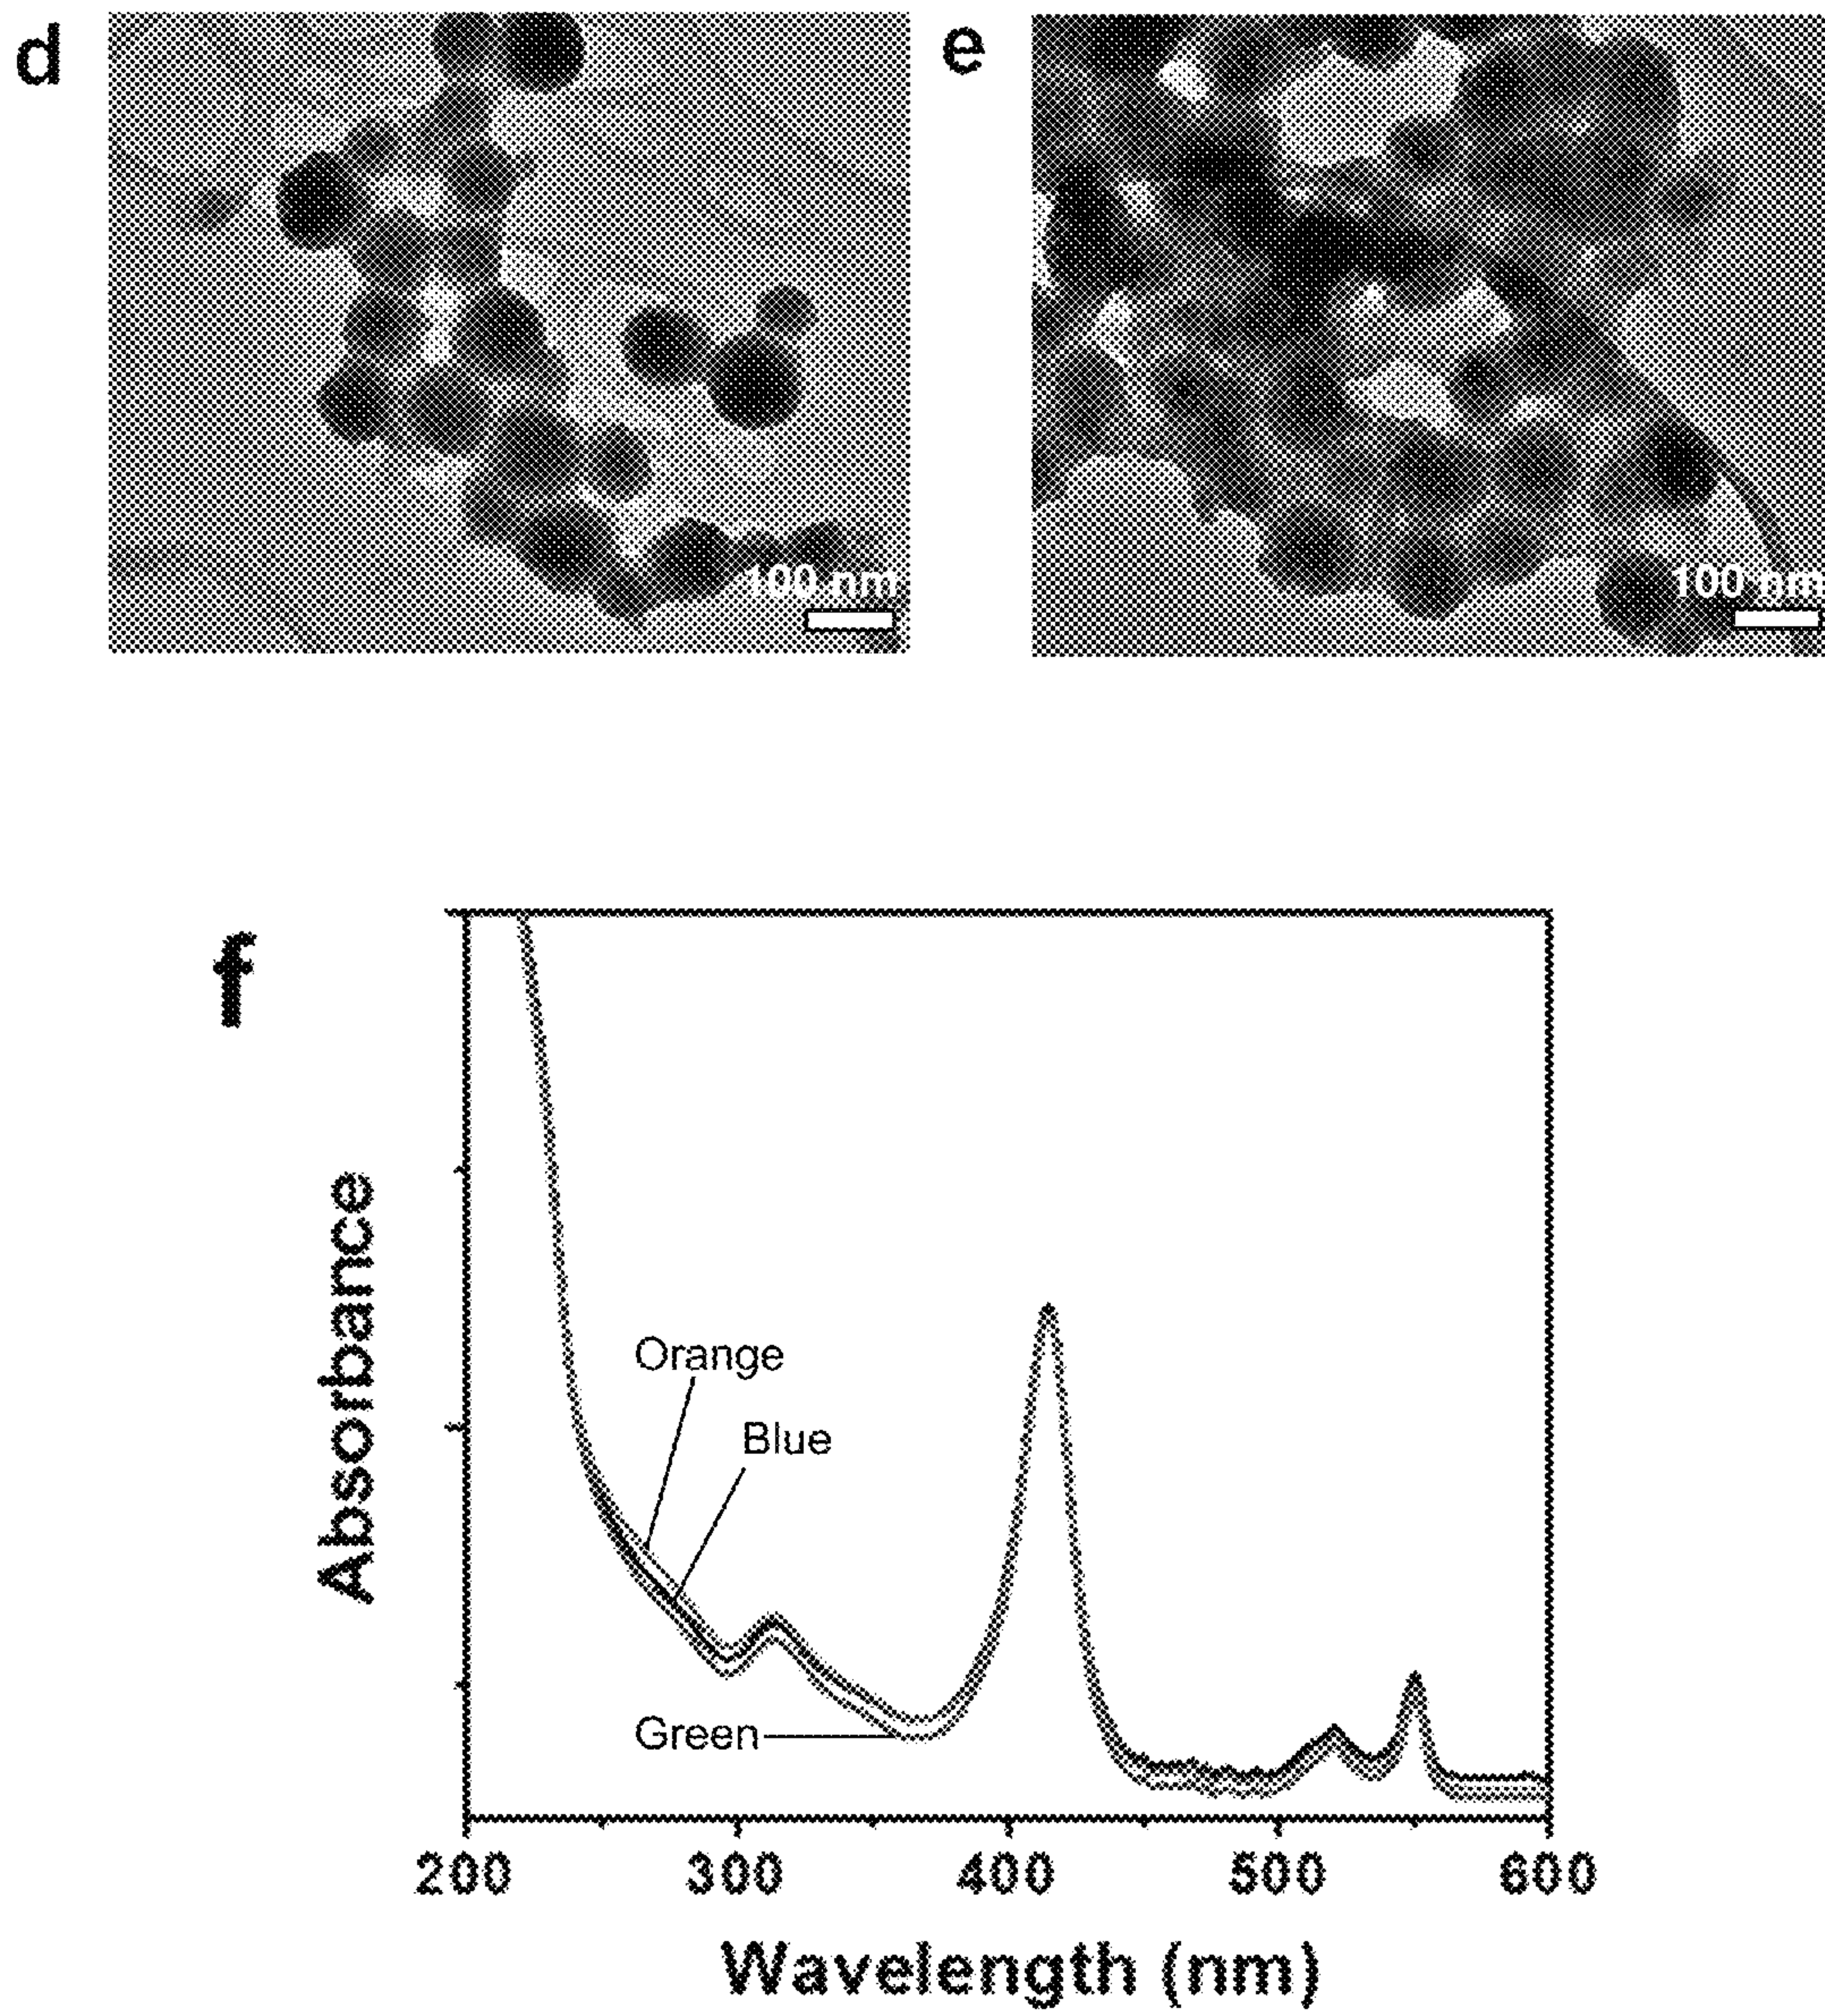 d
e
100 nm
100 nm
f
Absorbance
Orange
Blue
Green
200 300 400 500 600
Wavelength (nm)